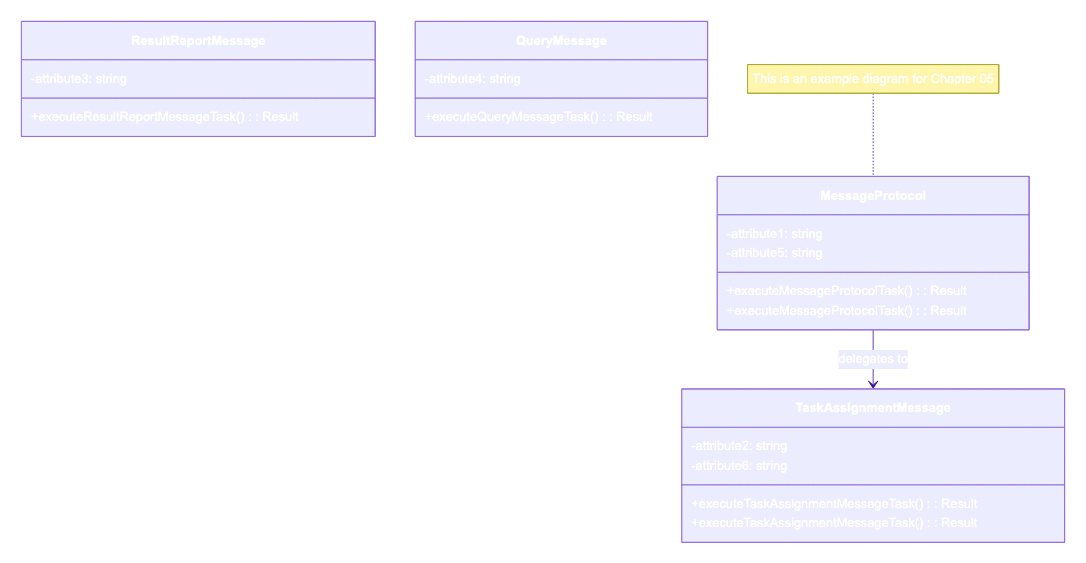 ResultReportMessage
-attribute3: string
+executeResultReportMessageTask() : : Result
QueryMessage
-attribute4: string
+executeQueryMessageTask() : : Result
This is an example diagram for Chapter 05
MessageProtocol
-attribute1: string
-attribute5: string
+executeMessageProtocolTask() : : Result
+executeMessageProtocolTask() : : Result
delegates to
TaskAssignmentMessage
-attribute2: string
-attribute6: string
+executeTaskAssignmentMessageTask() : : Result
+executeTaskAssignmentMessageTask() : : Result